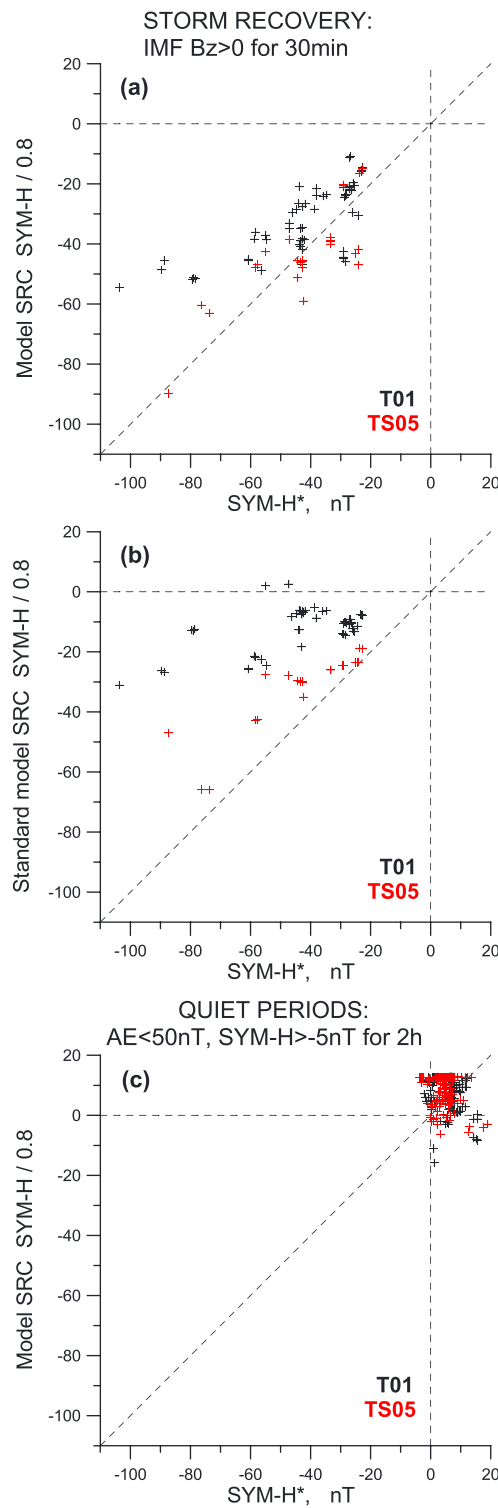 STORM RECOVERY:
IMF Bz>0 for 30min
(a)
20
0
-20
-40
-60
-80
-100
Model SRC SYM-H / 0.8
T01
TS05
-100 -80 -60 -40 -20 0 20
SYM-H*, nT
(b)
20
0
-20
-40
-60
-80
-100
Standard model SRC SYM-H / 0.8
T01
TS05
-100 -80 -60 -40 -20 0 20
SYM-H*, nT
QUIET PERIODS:
AE<50nT, SYM-H>-5nT for 2h
(c)
20
0
-20
-40
-60
-80
-100
Model SRC SYM-H / 0.8
T01
TS05
-100 -80 -60 -40 -20 0 20
SYM-H*, nT